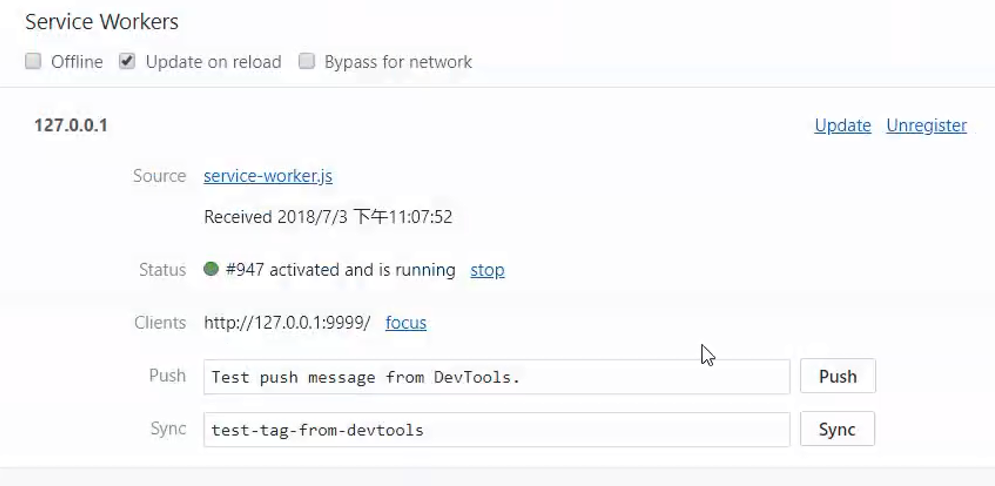 Service Workers
Offline Update on reload Bypass for network
127.0.0.1 Update Unregister
Source service-worker.js
Received 2018/7/3 下午11:07:52
Status #947 activated and is running stop
Clients http://127.0.0.1:9999/ focus
Push Test push message from DevTools. Push
Sync test-tag-from-devtools Sync